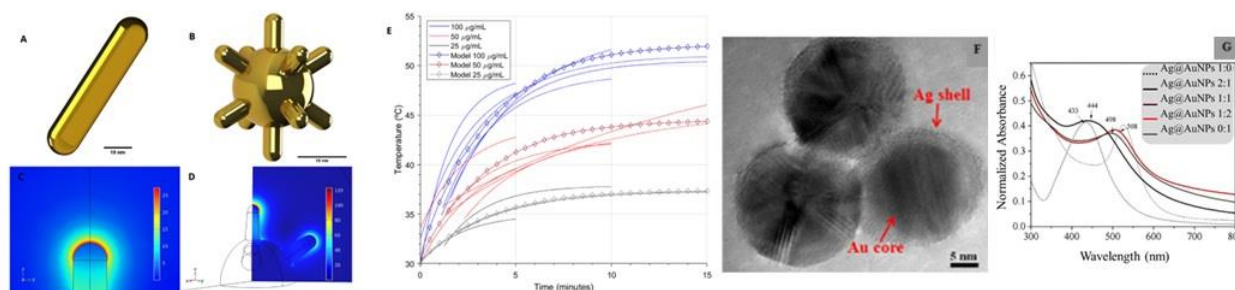 A
10 nm
B
C
D
E
Temperature (°C)
55
50
45
40
35
30
0
5
10
15
Time (minutes)
100 μg/mL
50 μg/mL
25 μg/mL
Model 100 μg/mL
Model 50 μg/mL
Model 25 μg/mL
F
Ag shell
Au core
5 nm
G
Normalized Absorbance
0.6
0.5
0.4
0.3
0.2
0.1
0.0
300
400
500
600
700
800
Wavelength (nm)
Ag@AuNPs 1:0
Ag@AuNPs 2:1
Ag@AuNPs 1:1
Ag@AuNPs 1:2
Ag@AuNPs 0:1
433
444
498
508